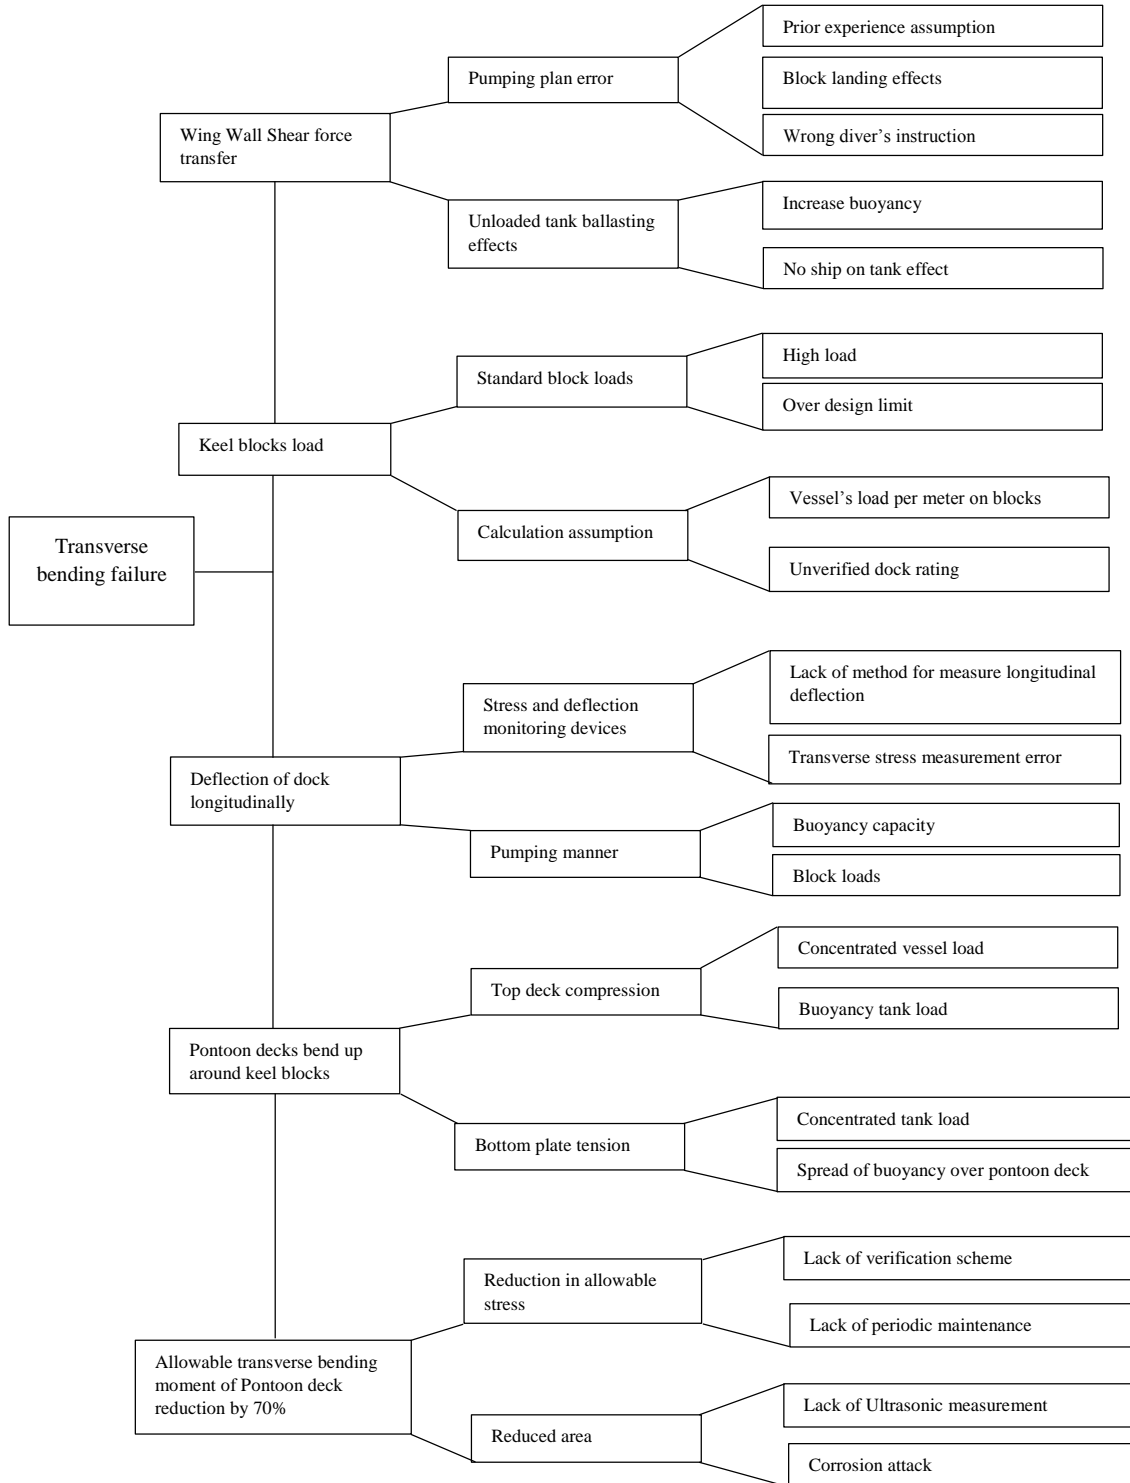 Prior experience assumption
Pumping plan error
Block landing effects
Wrong diver's instruction
Wing Wall Shear force
transfer
Increase buoyancy
Unloaded tank ballasting
effects
No ship on tank effect
High load
Standard block loads
Over design limit
Keel blocks load
Vessel's load per meter on blocks
Calculation assumption
Unverified dock rating
Transverse
bending failure
Lack of method for measure longitudinal
deflection
Stress and deflection
monitoring devices
Transverse stress measurement error
Deflection of dock
longitudinally
Buoyancy capacity
Pumping manner
Block loads
Concentrated vessel load
Top deck compression
Buoyancy tank load
Pontoon decks bend up
around keel blocks
Concentrated tank load
Bottom plate tension
Spread of buoyancy over pontoon deck
Lack of verification scheme
Reduction in allowable
stress
Lack of periodic maintenance
Allowable transverse bending
moment of Pontoon deck
reduction by 70%
Lack of Ultrasonic measurement
Reduced area
Corrosion attack